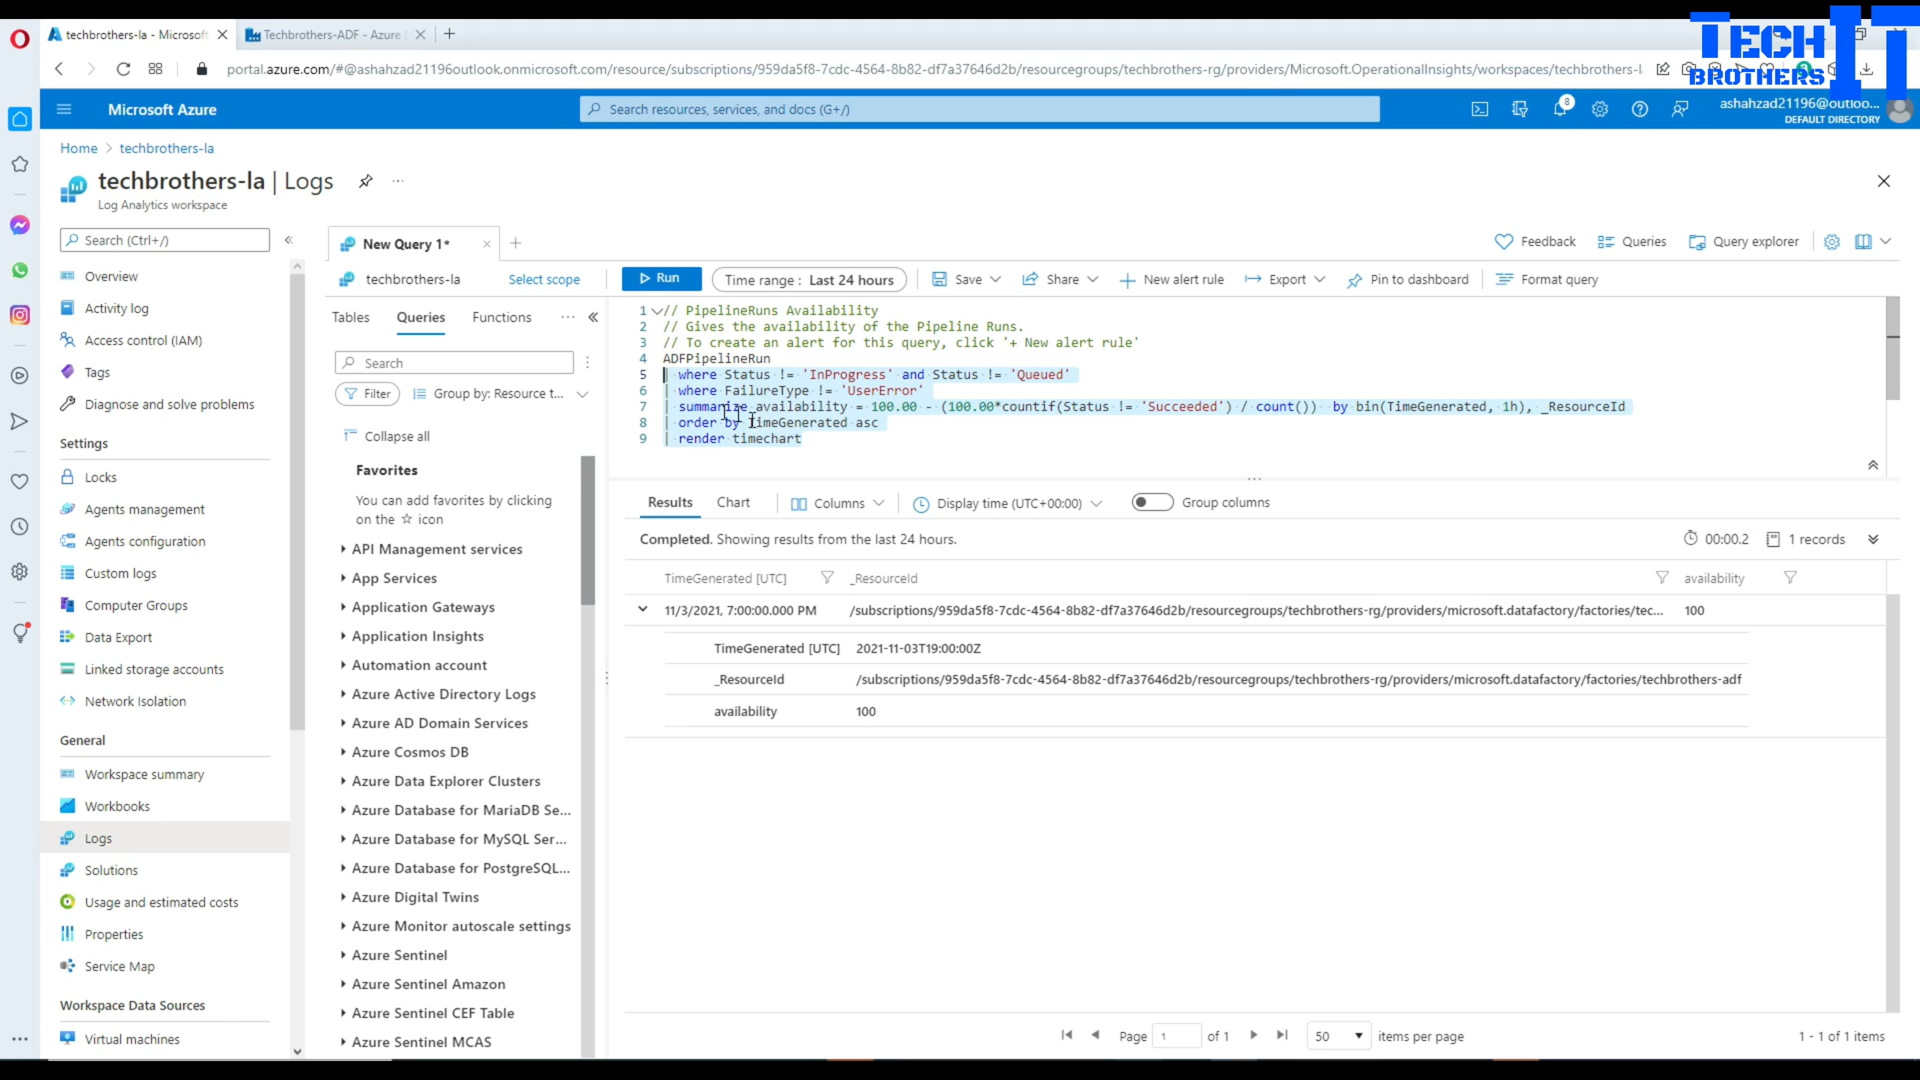 techbrothers-la - Microsoft
Techbrothers-ADF - Azure
portal.azure.com/#@ashahzad21196outlook.onmicrosoft.com/resource/subscriptions/959da5f8-7cdc-4564-8b82-df7a37646d2b/resourcegroups/techbrothers-rg/providers/Microsoft.OperationalInsights/workspaces/techbrothers-l
TECH IT
BROTHERS
Microsoft Azure
Search resources, services, and docs (G+/)
8
ashahzad21196@outloo...
DEFAULT DIRECTORY
Home > techbrothers-la
techbrothers-la | Logs
Log Analytics workspace
Search (Ctrl+/)
Overview
Activity log
Access control (IAM)
Tags
Diagnose and solve problems
Settings
Locks
Agents management
Agents configuration
Custom logs
Computer Groups
Data Export
Linked storage accounts
Network Isolation
General
Workspace summary
Workbooks
Logs
Solutions
Usage and estimated costs
Properties
Service Map
Workspace Data Sources
Virtual machines
New Query 1*
Feedback
Queries
Query explorer
techbrothers-la
Select scope
Run
Time range : Last 24 hours
Save
Share
New alert rule
Export
Pin to dashboard
Format query
Tables
Queries
Functions
Search
Filter
Group by: Resource t...
Collapse all
Favorites
You can add favorites by clicking
on the ☆ icon
API Management services
App Services
Application Gateways
Application Insights
Automation account
Azure Active Directory Logs
Azure AD Domain Services
Azure Cosmos DB
Azure Data Explorer Clusters
Azure Database for MariaDB Se...
Azure Database for MySQL Ser...
Azure Database for PostgreSQL...
Azure Digital Twins
Azure Monitor autoscale settings
Azure Sentinel
Azure Sentinel Amazon
Azure Sentinel CEF Table
Azure Sentinel MCAS
1 // PipelineRuns Availability
2 // Gives the availability of the Pipeline Runs.
3 // To create an alert for this query, click '+ New alert rule'
4 ADFPipelineRun
5 | where Status != 'InProgress' and Status != 'Queued'
6 | where FailureType != 'UserError'
7 | summarize availability = 100.00 - (100.00*countif(Status != 'Succeeded') / count()) by bin(TimeGenerated, 1h), _ResourceId
8 | order by TimeGenerated asc
9 | render timechart
Results
Chart
Columns
Display time (UTC+00:00)
Group columns
Completed. Showing results from the last 24 hours.
00:00.2
1 records
TimeGenerated [UTC]
_ResourceId
availability
11/3/2021, 7:00:00.000 PM
/subscriptions/959da5f8-7cdc-4564-8b82-df7a37646d2b/resourcegroups/techbrothers-rg/providers/microsoft.datafactory/factories/tec...
100
TimeGenerated [UTC] 2021-11-03T19:00:00Z
_ResourceId /subscriptions/959da5f8-7cdc-4564-8b82-df7a37646d2b/resourcegroups/techbrothers-rg/providers/microsoft.datafactory/factories/techbrothers-adf
availability 100
Page 1 of 1
50
items per page
1 - 1 of 1 items